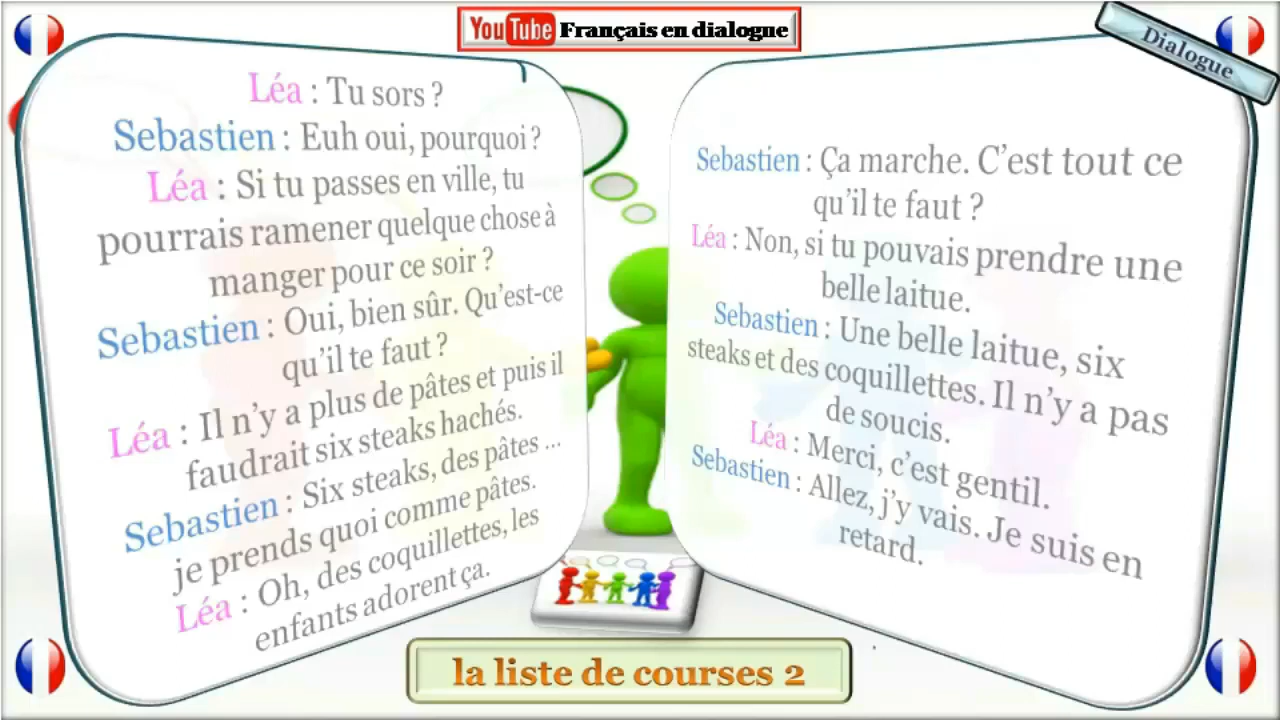 YouTube Français en dialogue
Dialogue
Léa : Tu sors ?
Sebastien : Euh oui, pourquoi ?
Léa : Si tu passes en ville, tu
pourrais ramener quelque chose à
manger pour ce soir ?
Sebastien : Oui, bien sûr. Qu'est-ce
qu'il te faut ?
Léa : Il n'y a plus de pâtes et puis il
faudrait six steaks hachés.
Sebastien : Six steaks, des pâtes ...
je prends quoi comme pâtes.
Léa : Oh, des coquillettes, les
enfants adorent ça.
Sebastien : Ça marche. C'est tout ce
qu'il te faut ?
Léa : Non, si tu pouvais prendre une
belle laitue.
Sebastien : Une belle laitue, six
steaks et des coquillettes. Il n'y a pas
de soucis.
Léa : Merci, c'est gentil.
Sebastien : Allez, j'y vais. Je suis en
retard.
la liste de courses 2